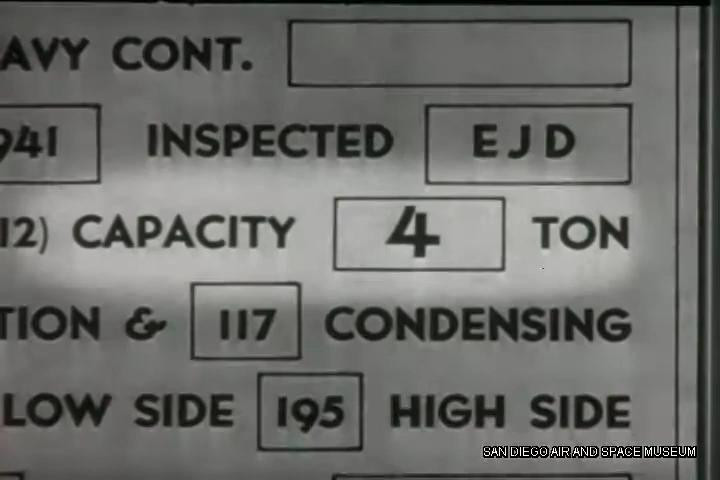 AVY CONT.
941 INSPECTED EJD
12) CAPACITY 4 TON
TION & 117 CONDENSING
LOW SIDE 195 HIGH SIDE
SAN DIEGO AIR AND SPACE MUSEUM